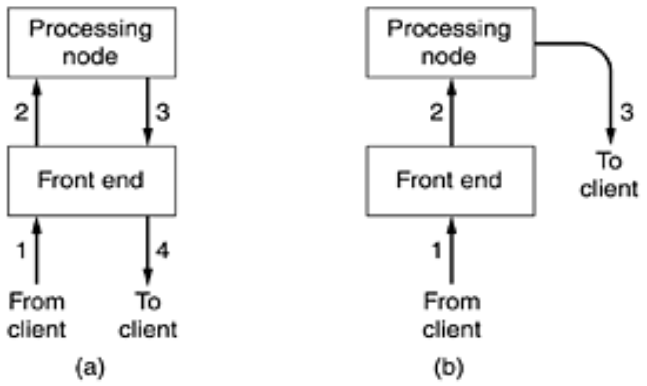 Processing
node
2
3
Front end
1
4
From
client
To
client
(a)
Processing
node
2
3
To
client
Front end
1
From
client
(b)